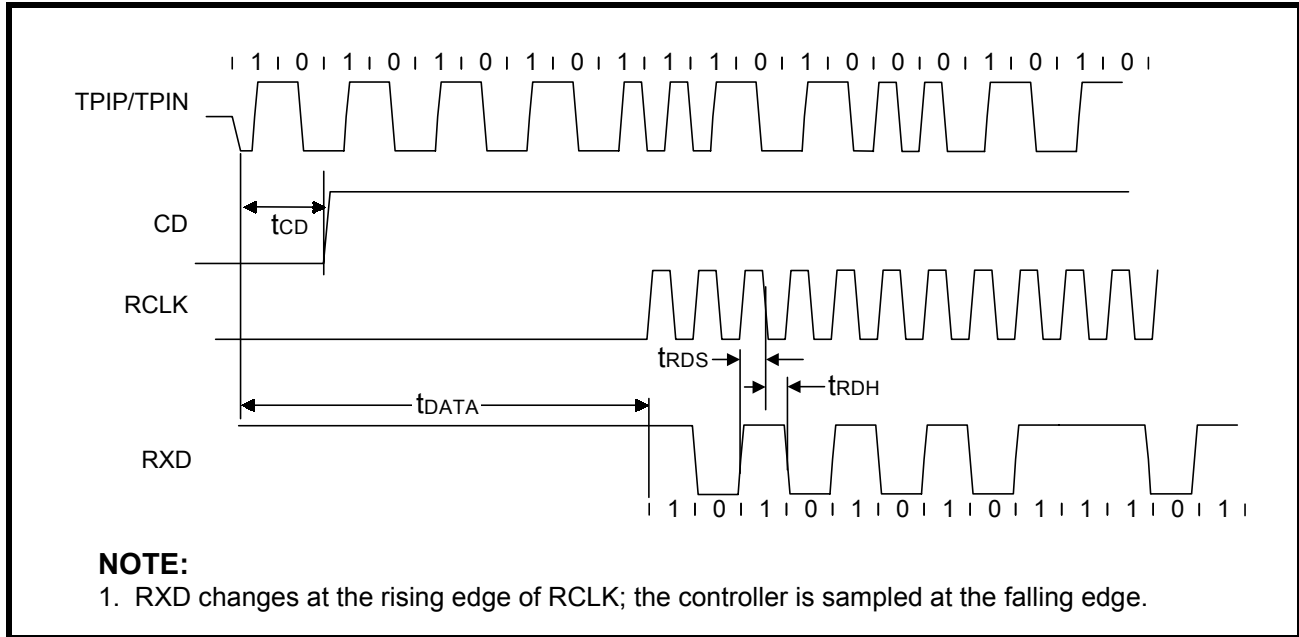 1 0 1 0 1 0 1 0 1 1 1 0 1 0 0 0 1 0 1 0
TPIP/TPIN
CD
tCD
RCLK
tRDS
tRDH
tDATA
RXD
1 0 1 0 1 0 1 0 1 1 1 0 1
NOTE:
1. RXD changes at the rising edge of RCLK; the controller is sampled at the falling edge.